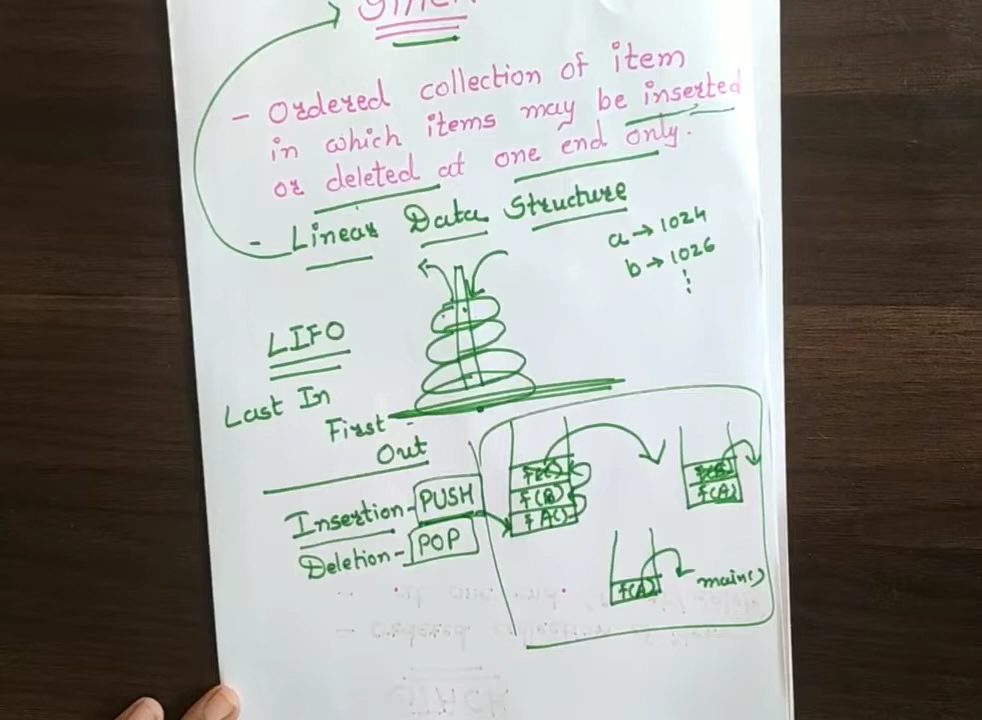 STACK
- Ordered collection of item
in which items may be inserted
or deleted at one end only.
- Linear Data Structure
a → 1024
b → 1026
⋮
LIFO
Last In
First
Out
Insertion - PUSH
Deletion - POP
f(B)
f A()
f(B)
f(A)
f(A)
main()